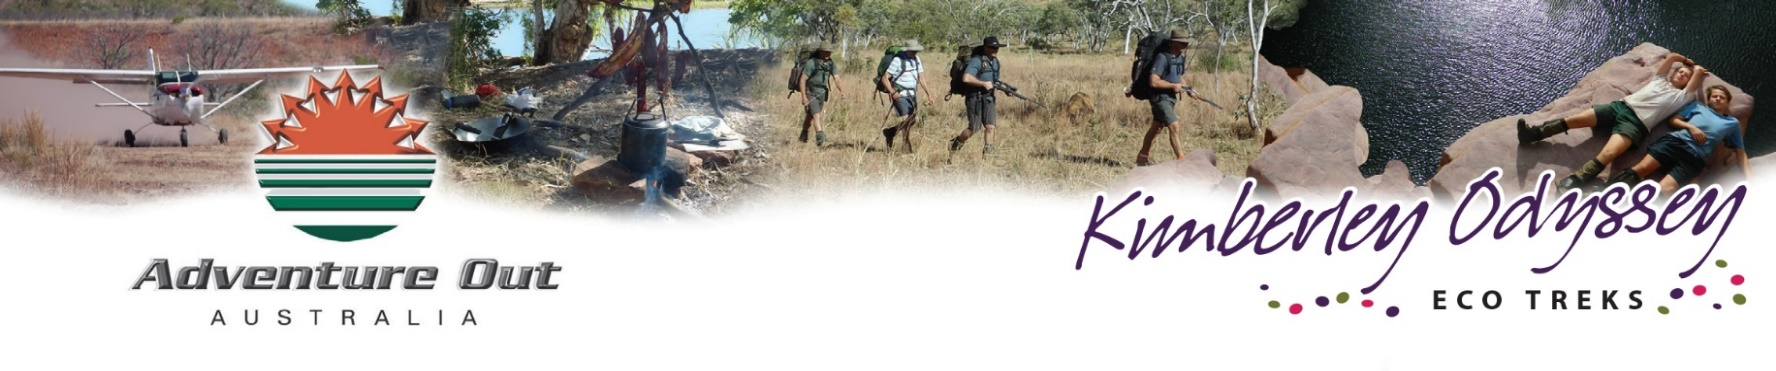 Adventure Out
AUSTRALIA
Kimberley Odyssey
ECO TREKS